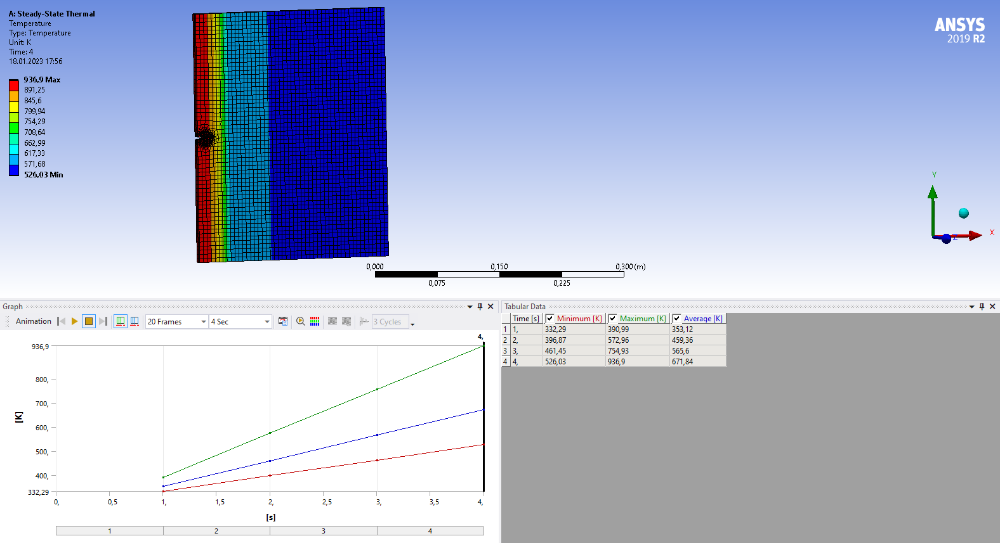 A: Steady-State Thermal
Temperature
Type: Temperature
Unit: K
Time: 4
18.01.2023 17:56
936,9 Max
891,25
845,6
799,94
754,29
708,64
662,99
617,33
571,68
526,03 Min
ANSYS
2019 R2
0,000 0,150 0,300 (m)
0,075 0,225
Y
X
Z
Graph
Animation 20 Frames 4 Sec 3 Cycles
4,
936,9
800,
700,
600,
500,
400,
332,29
[K]
0, 0,5 1, 1,5 2, 2,5 3, 3,5 4,
[s]
1 2 3 4
Tabular Data
Time [s] Minimum [K] Maximum [K] Average [K]
1 1, 332,29 390,99 353,12
2 2, 396,87 572,96 459,36
3 3, 461,45 754,93 565,6
4 4, 526,03 936,9 671,84